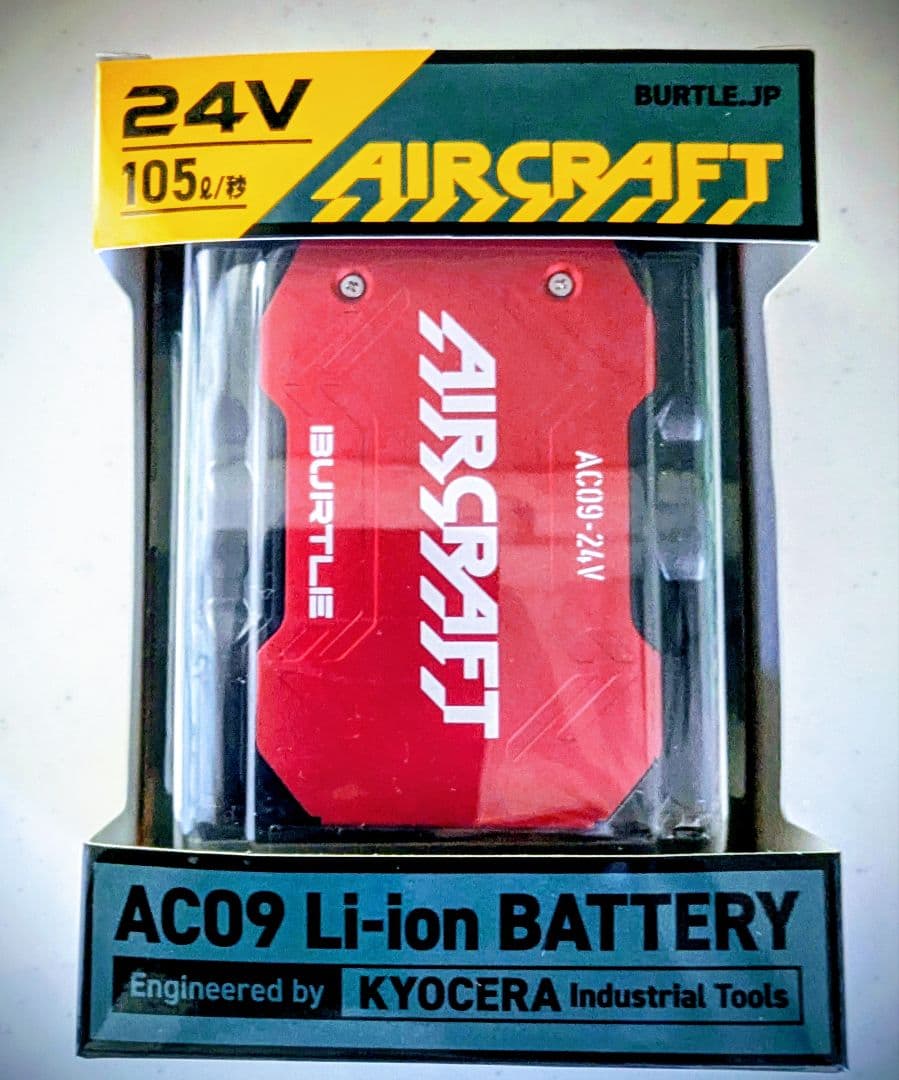 24V
105ℓ/秒
BURTLE.JP
AIRCRAFT
AC09-24V
AIRCRAFT
BURTLE
AC09 Li-ion BATTERY
Engineered by KYOCERA Industrial Tools